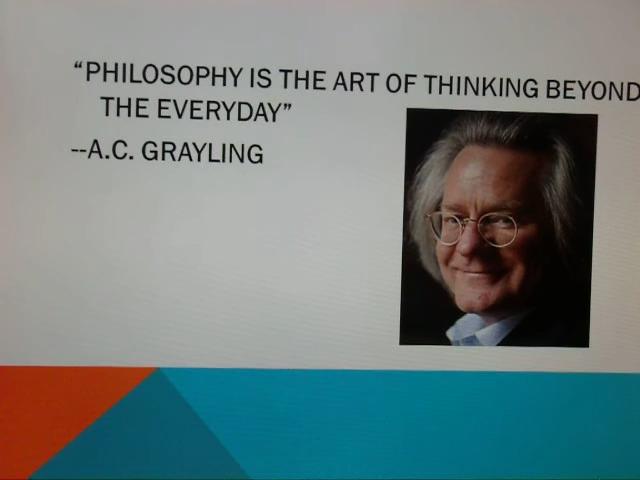 “PHILOSOPHY IS THE ART OF THINKING BEYOND
THE EVERYDAY”
--A.C. GRAYLING